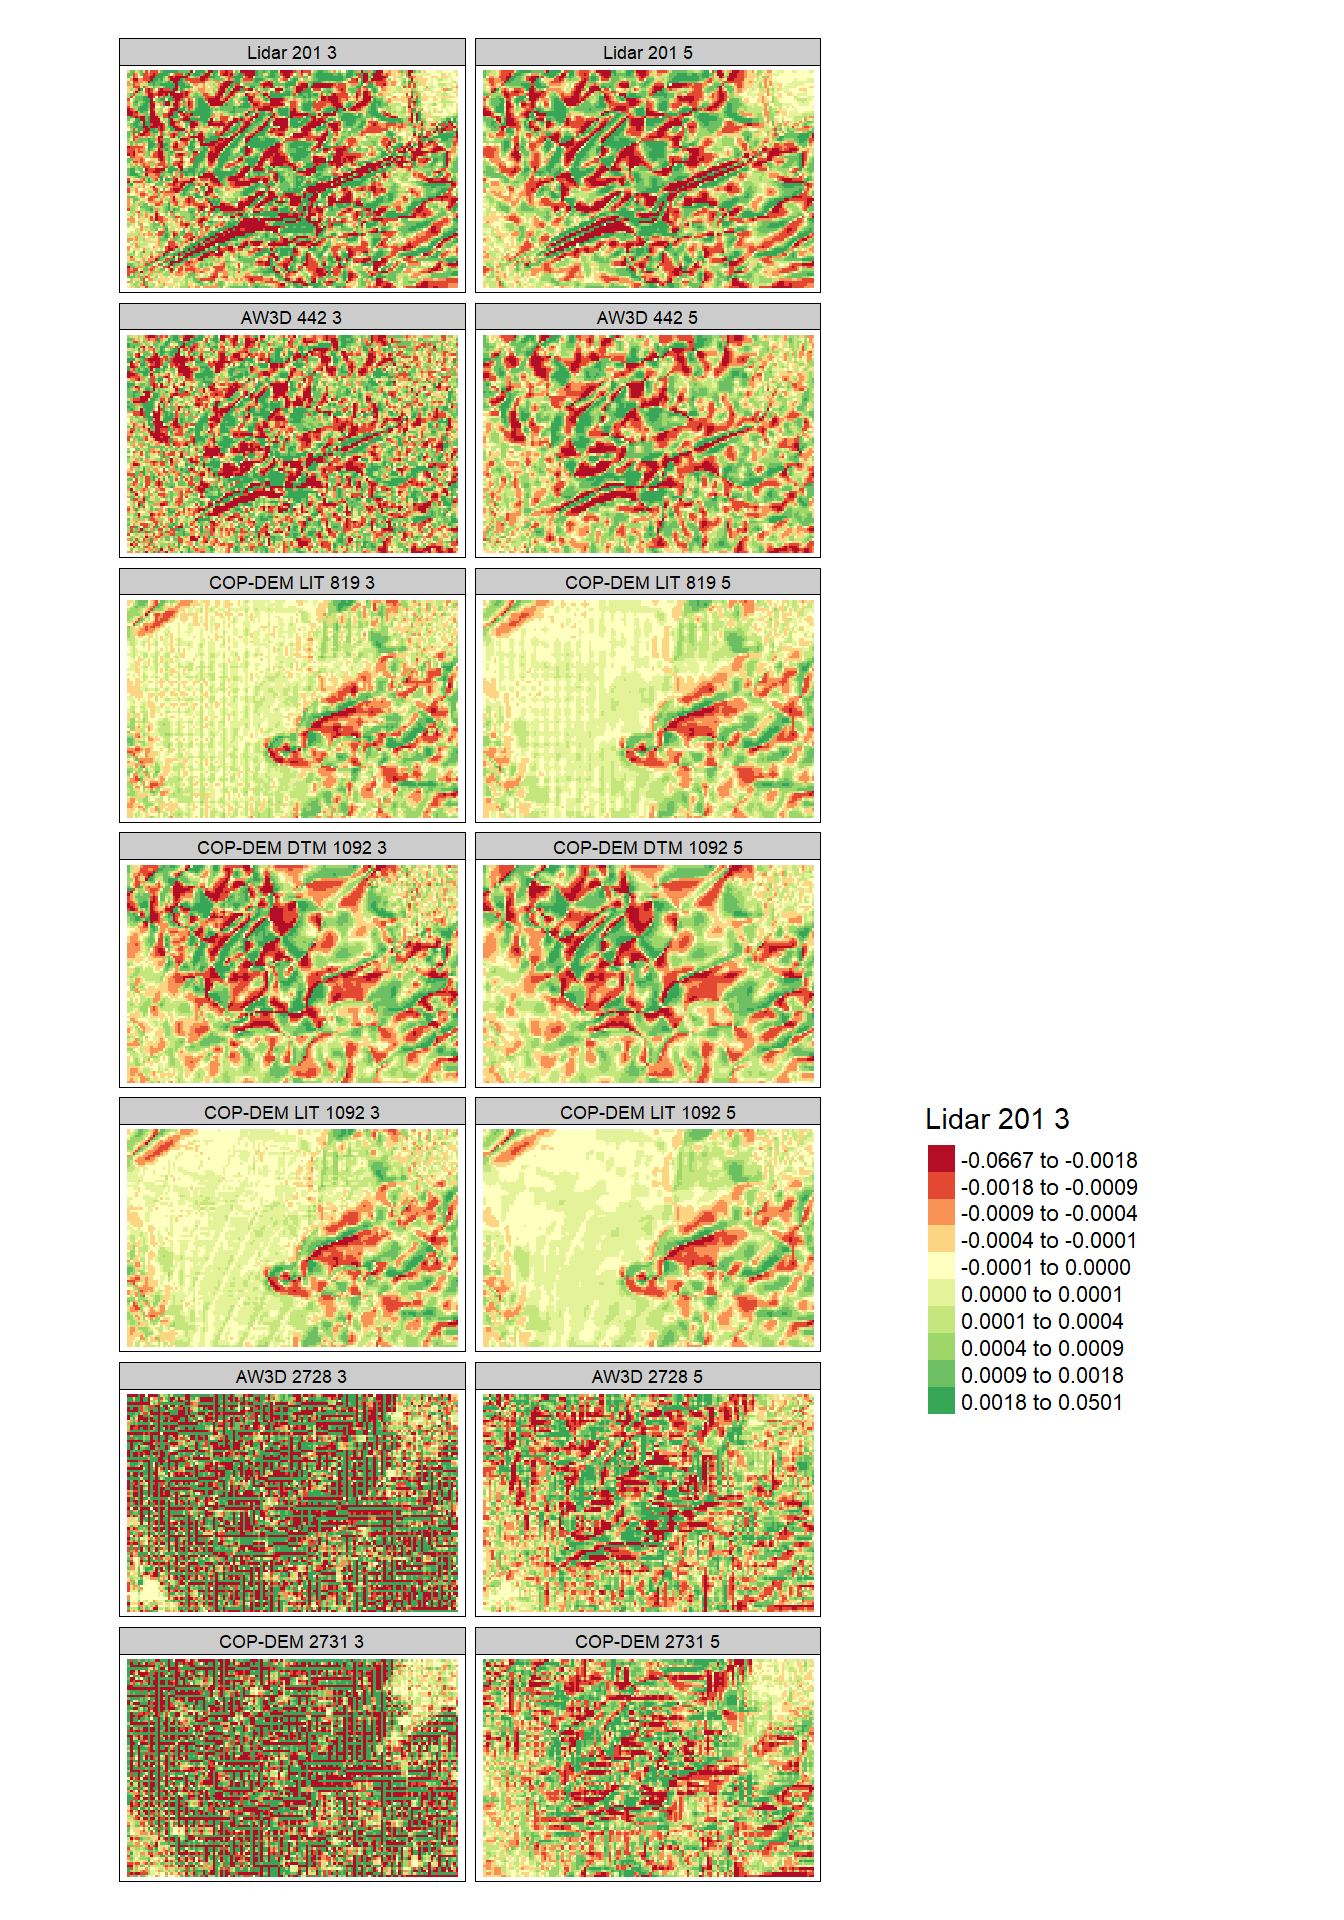 Lidar 201 3
Lidar 201 5
AW3D 442 3
AW3D 442 5
COP-DEM LIT 819 3
COP-DEM LIT 819 5
COP-DEM DTM 1092 3
COP-DEM DTM 1092 5
COP-DEM LIT 1092 3
COP-DEM LIT 1092 5
AW3D 2728 3
AW3D 2728 5
COP-DEM 2731 3
COP-DEM 2731 5
Lidar 201 3
-0.0667 to -0.0018
-0.0018 to -0.0009
-0.0009 to -0.0004
-0.0004 to -0.0001
-0.0001 to 0.0000
0.0000 to 0.0001
0.0001 to 0.0004
0.0004 to 0.0009
0.0009 to 0.0018
0.0018 to 0.0501